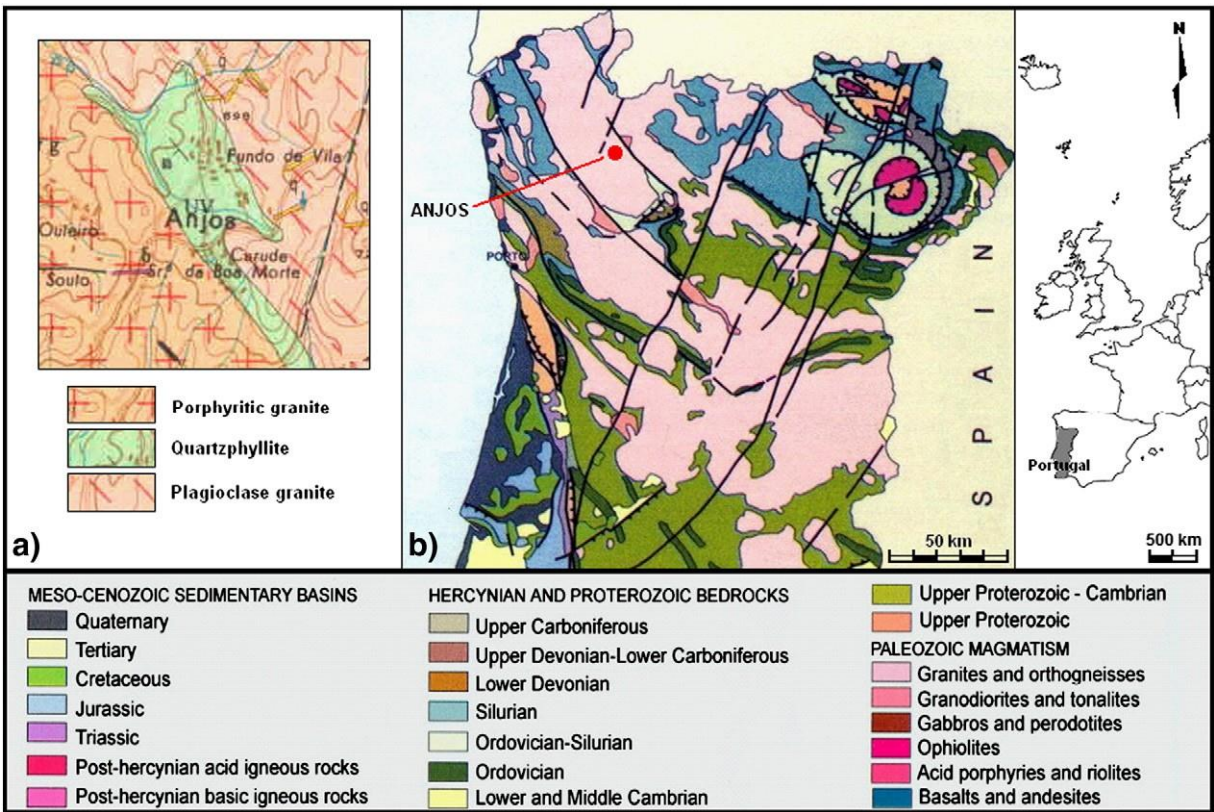 a)
g
q
698
Fundo de Vila
n
UV
Anjos
q
Outeiro
Carude
b
Sr.ª da Boa Morte
Souto
Porphyritic granite
Quartzphyllite
Plagioclase granite
b)
ANJOS
PORTO
SPAIN
50 km
N
Portugal
500 km
MESO-CENOZOIC SEDIMENTARY BASINS
Quaternary
Tertiary
Cretaceous
Jurassic
Triassic
Post-hercynian acid igneous rocks
Post-hercynian basic igneous rocks
HERCYNIAN AND PROTEROZOIC BEDROCKS
Upper Carboniferous
Upper Devonian-Lower Carboniferous
Lower Devonian
Silurian
Ordovician-Silurian
Ordovician
Lower and Middle Cambrian
Upper Proterozoic - Cambrian
Upper Proterozoic
PALEOZOIC MAGMATISM
Granites and orthogneisses
Granodiorites and tonalites
Gabbros and perodotites
Ophiolites
Acid porphyries and riolites
Basalts and andesites